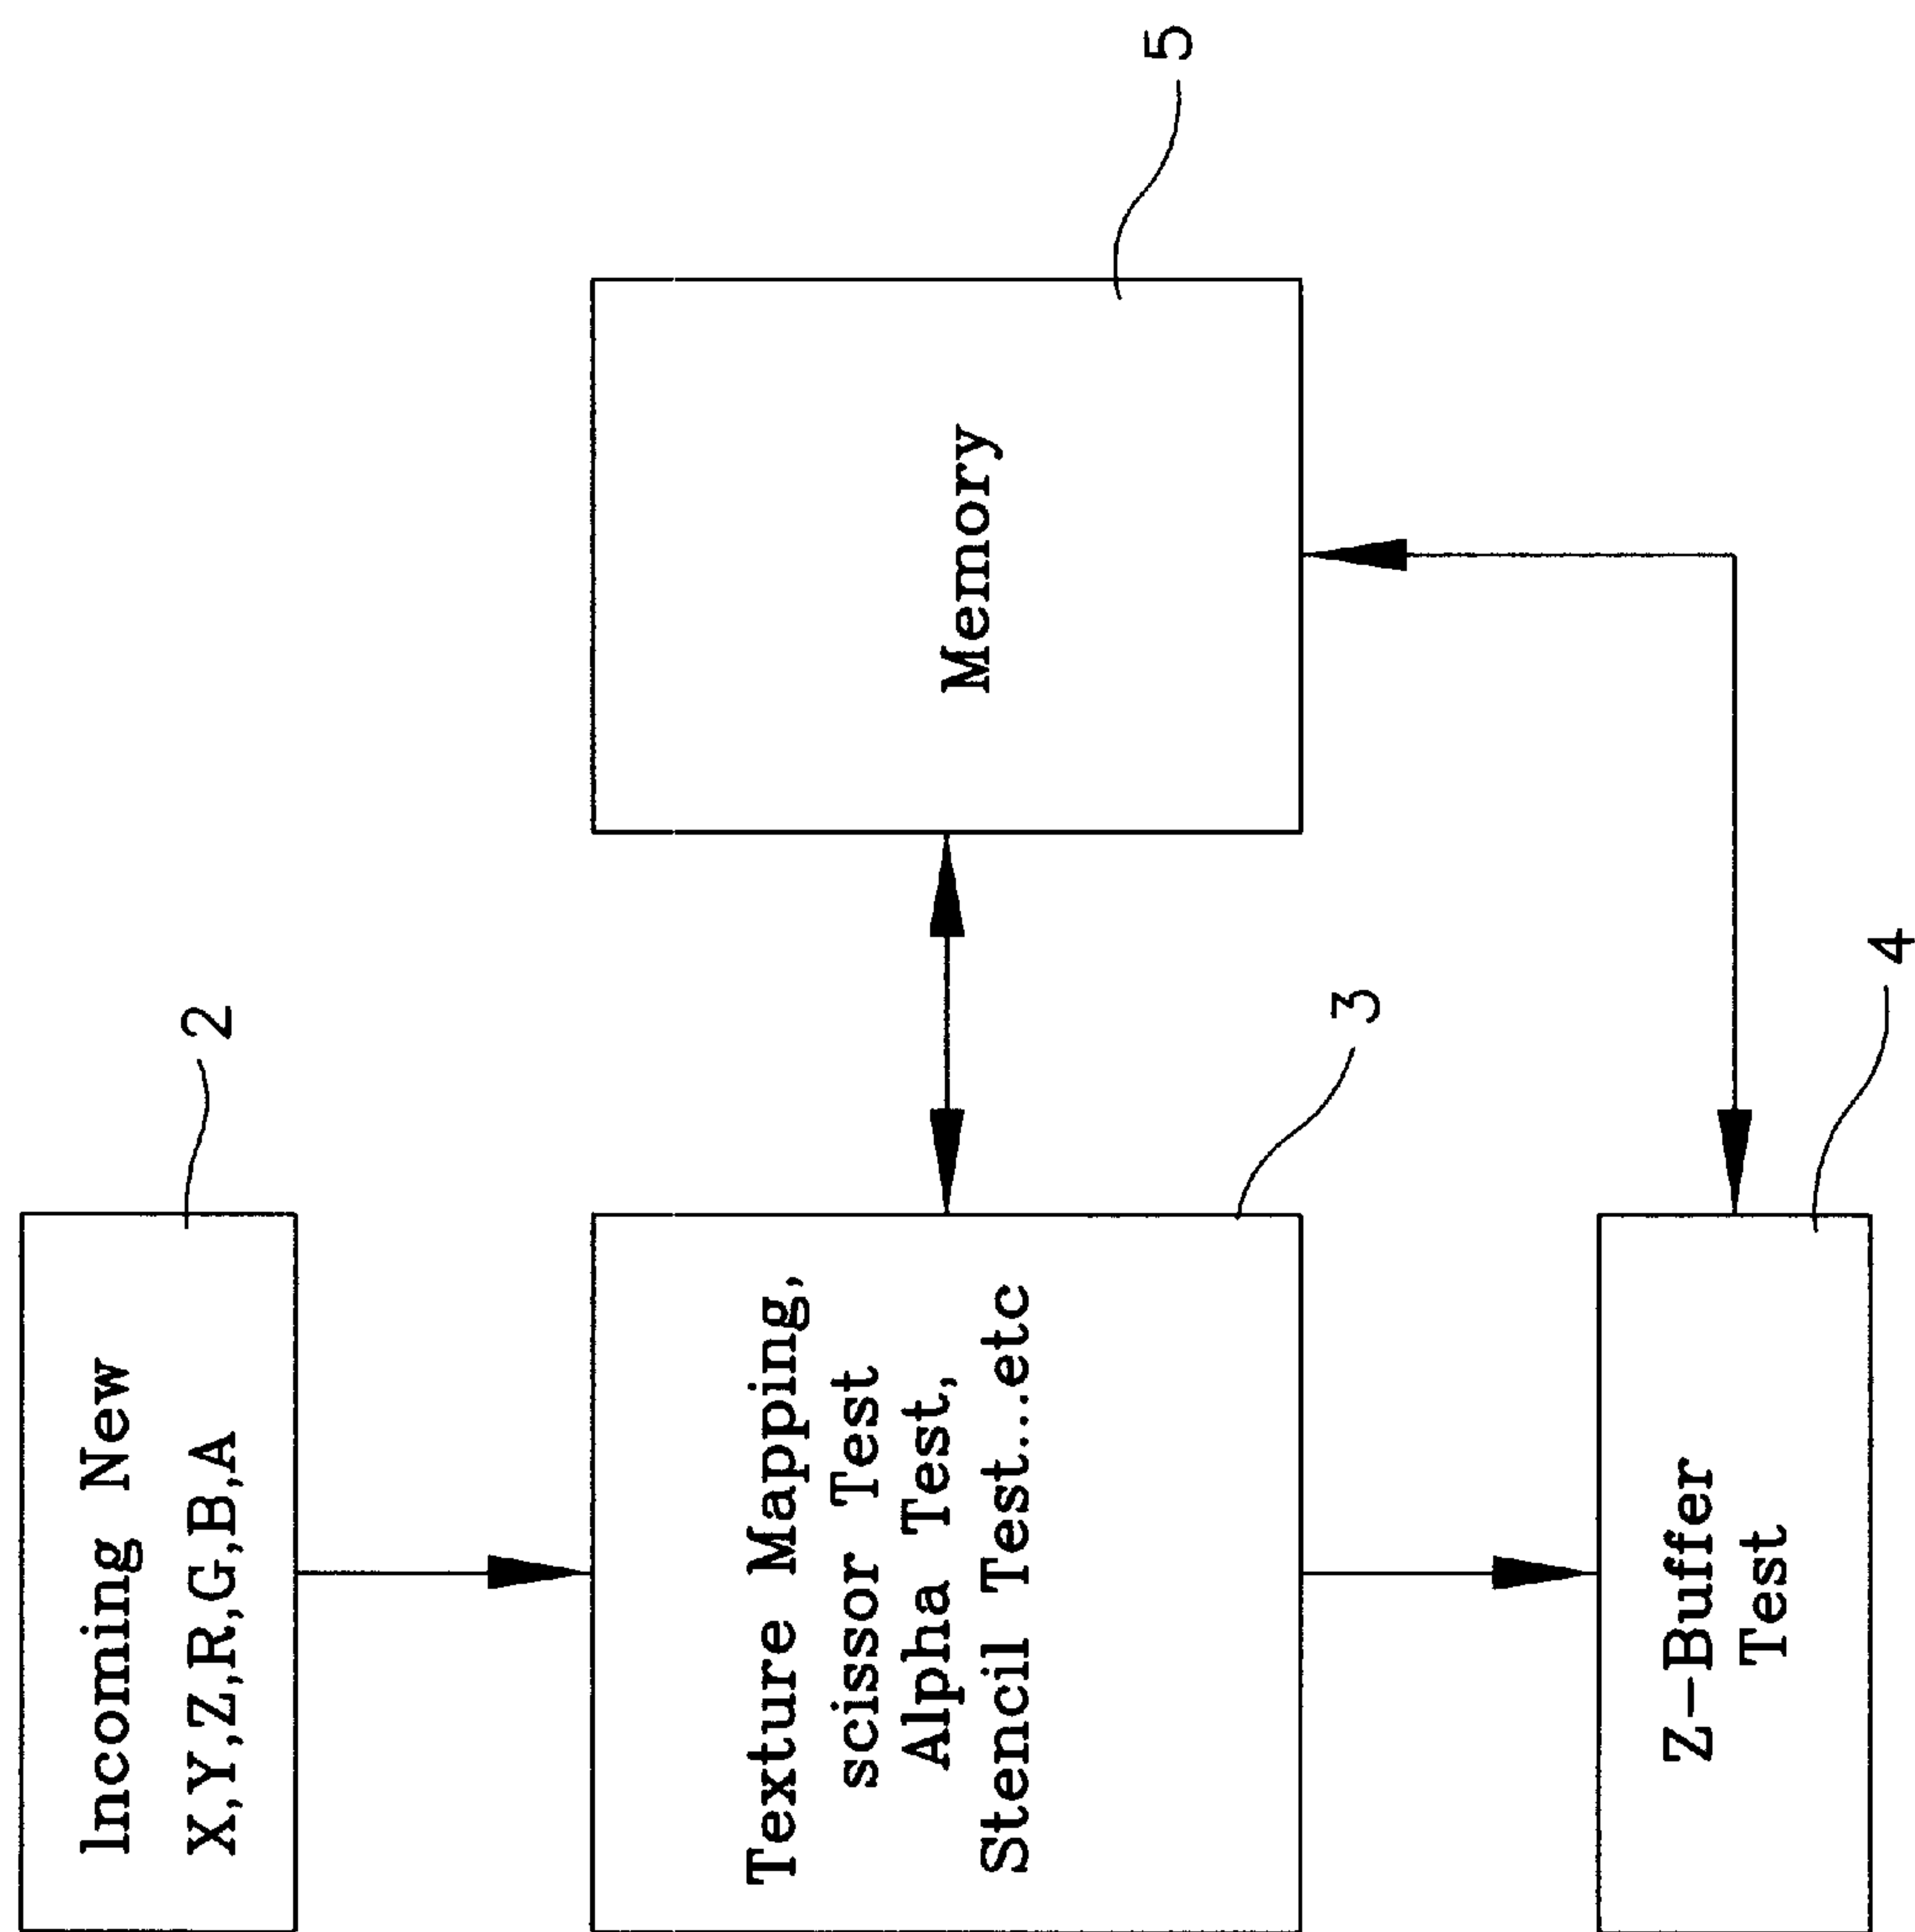 Incoming New
X,Y,Z,R,G,B,A
2
Texture Mapping,
scissor Test
Alpha Test,
Stencil Test...etc
3
Memory
5
Z-Buffer
Test
4